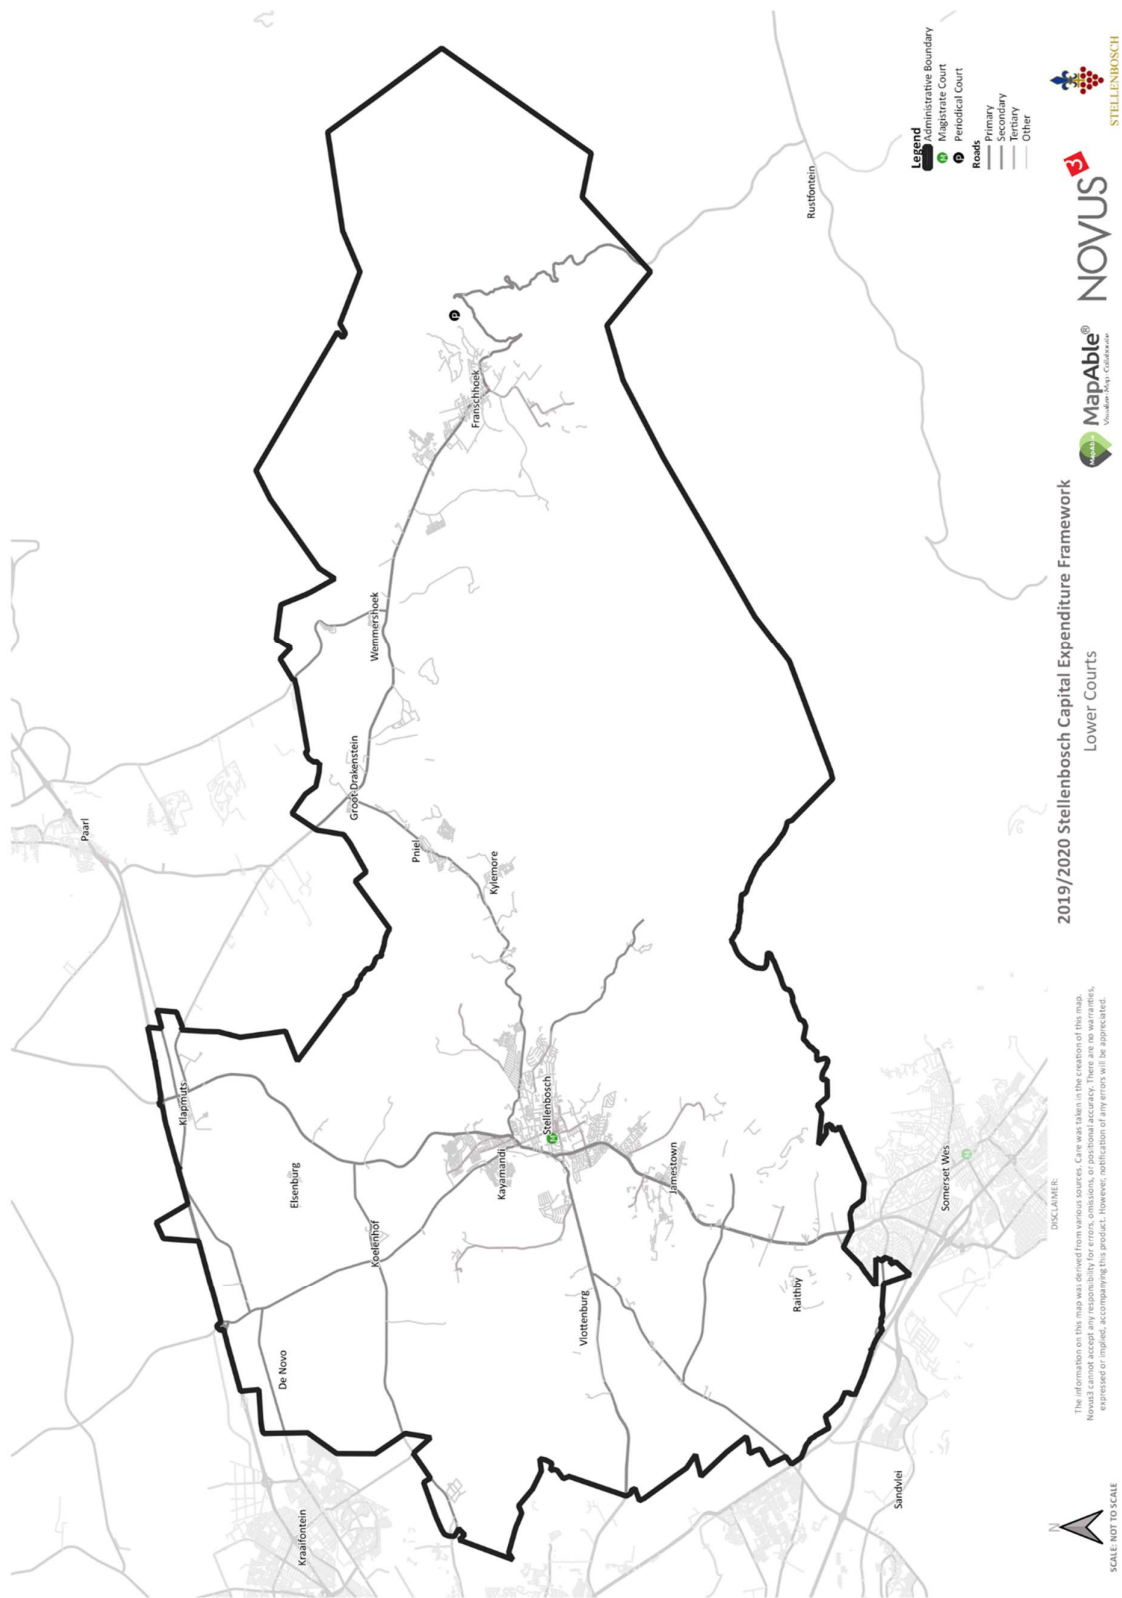 Paarl
Klapmuts
Groot-Drakenstein
Wemmershoek
Franschhoek
Pniel
Kylemore
Elsenburg
Koelenhof
De Novo
Kraaifontein
Kayamandi
Stellenbosch
Jamestown
Vlottenburg
Raithby
Somerset Wes
Sandvlei
Rustfontein
M
P
Legend
Administrative Boundary
M Magistrate Court
P Periodical Court
Roads
Primary
Secondary
Tertiary
Other
N
SCALE: NOT TO SCALE
DISCLAIMER:
The information on this map was derived from various sources. Care was taken in the creation of this map.
Novus3 cannot accept any responsibility for errors, omissions, or positional accuracy. There are no warranties,
expressed or implied, accompanying this product. However, notification of any errors will be appreciated.
2019/2020 Stellenbosch Capital Expenditure Framework
Lower Courts
MapAble
MapAble®
Visualize·Map·Collaborate
NOVUS3
STELLENBOSCH